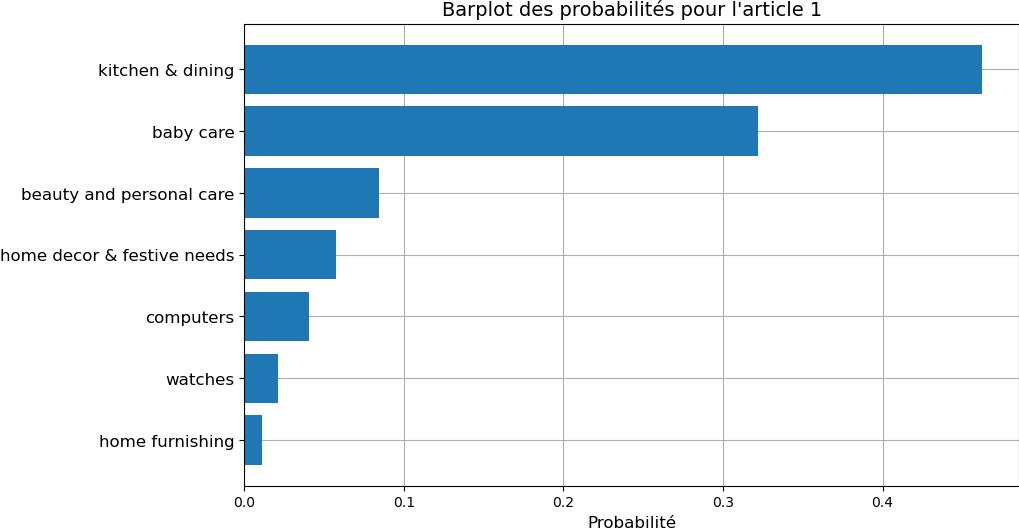 Barplot des probabilités pour l'article 1
kitchen & dining
baby care
beauty and personal care
home decor & festive needs
computers
watches
home furnishing
0.0 0.1 0.2 0.3 0.4
Probabilité